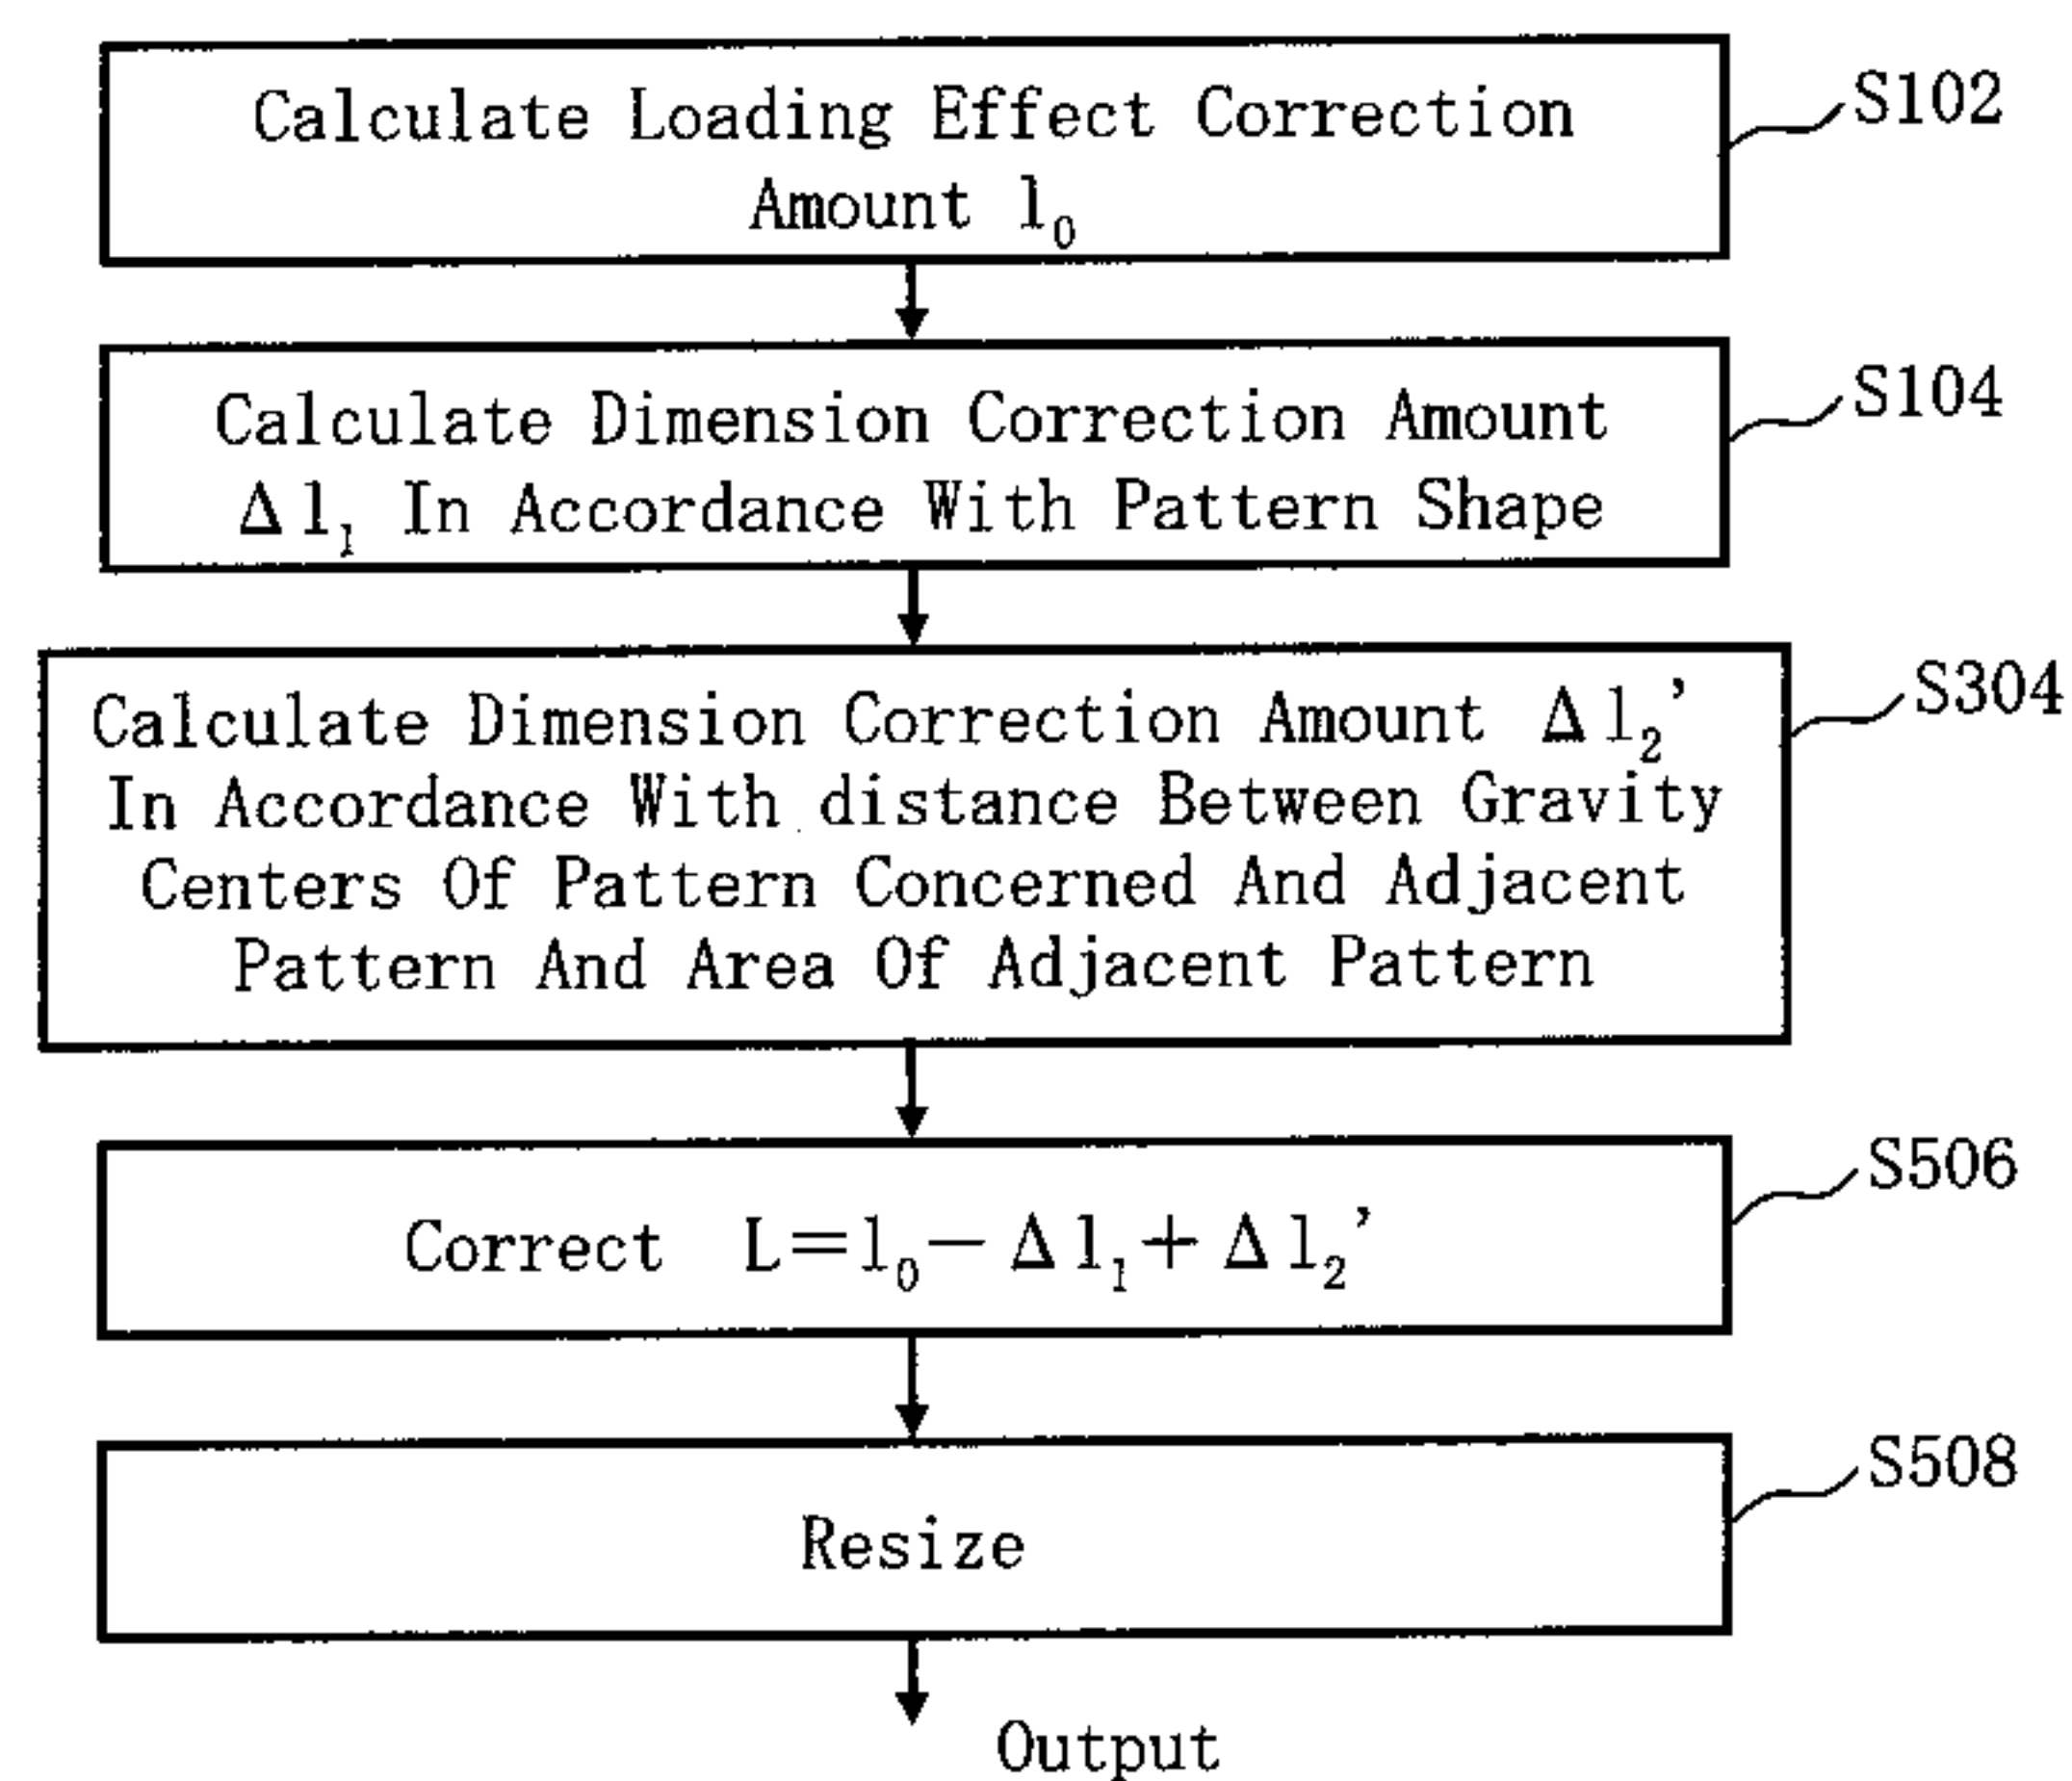 Calculate Loading Effect Correction
Amount l₀
S102
Calculate Dimension Correction Amount
Δl₁ In Accordance With Pattern Shape
S104
Calculate Dimension Correction Amount Δl₂’
In Accordance With distance Between Gravity
Centers Of Pattern Concerned And Adjacent
Pattern And Area Of Adjacent Pattern
S304
Correct L=l₀−Δl₁+Δl₂’
S506
Resize
S508
Output